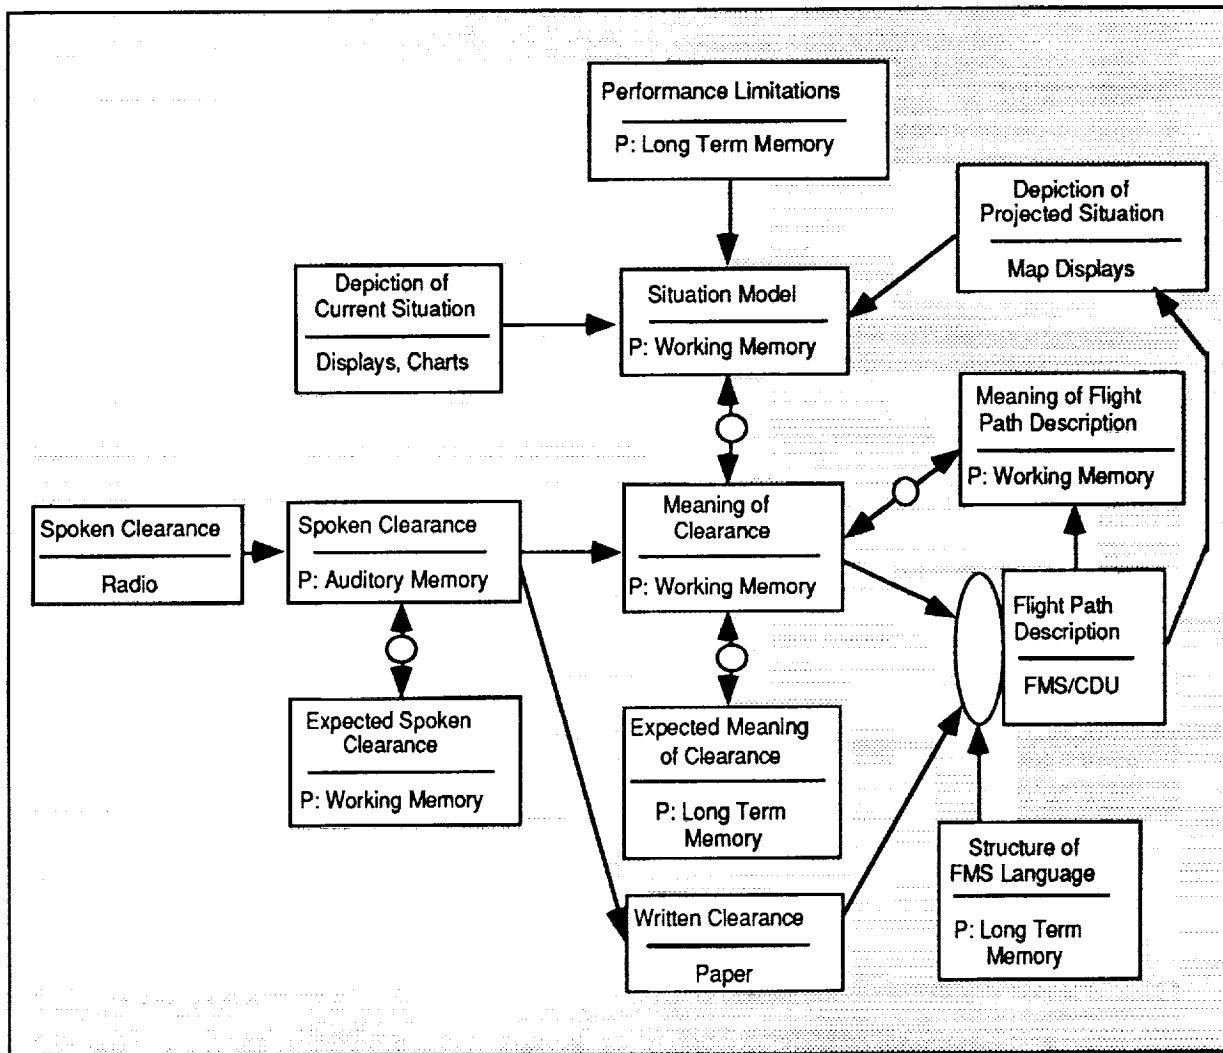 Performance Limitations
P: Long Term Memory
Depiction of
Projected Situation
Map Displays
Depiction of
Current Situation
Displays, Charts
Situation Model
P: Working Memory
Meaning of Flight
Path Description
P: Working Memory
Spoken Clearance
Radio
Spoken Clearance
P: Auditory Memory
Meaning of
Clearance
P: Working Memory
Flight Path
Description
FMS/CDU
Expected Spoken
Clearance
P: Working Memory
Expected Meaning
of Clearance
P: Long Term
Memory
Structure of
FMS Language
P: Long Term
Memory
Written Clearance
Paper